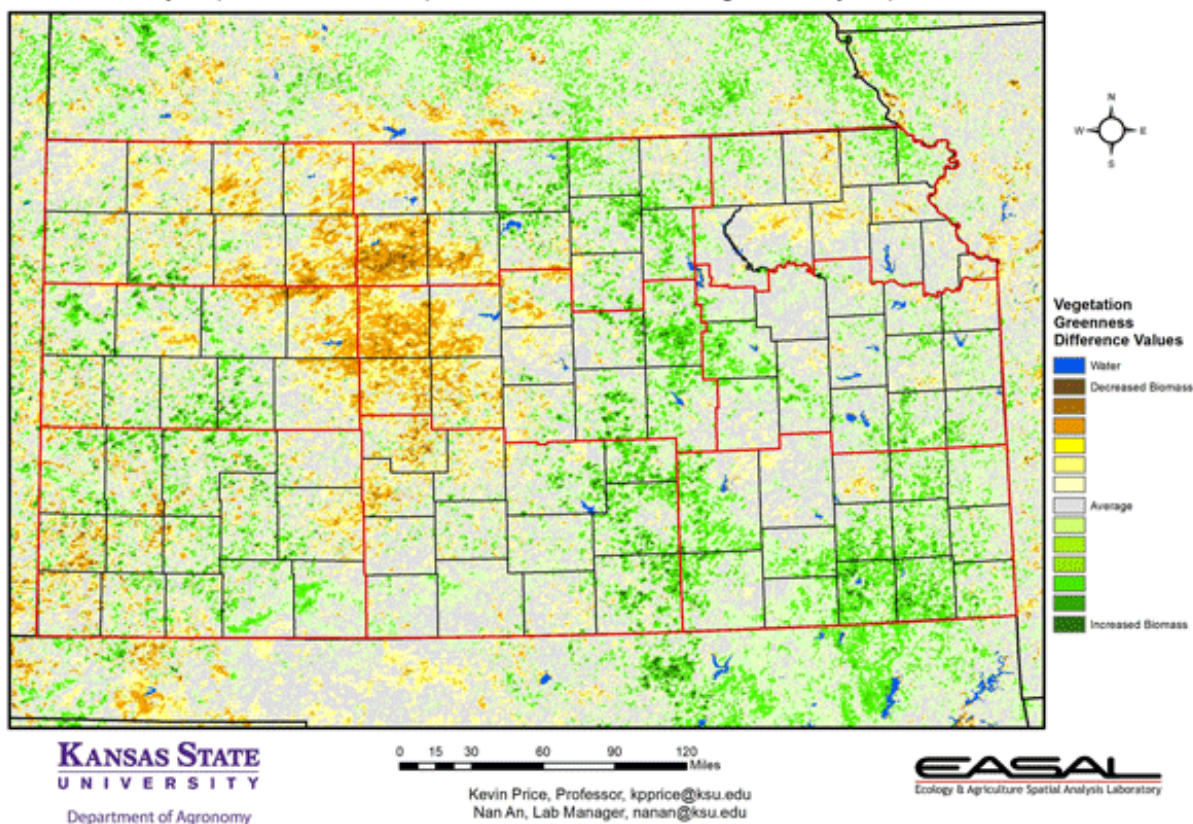 N
W E
S
Vegetation
Greenness
Difference Values
Water
Decreased Biomass
Average
Increased Biomass
KANSAS STATE
UNIVERSITY
Department of Agronomy
0 15 30 60 90 120
Miles
Kevin Price, Professor, kpprice@ksu.edu
Nan An, Lab Manager, nanan@ksu.edu
EASAL
Ecology & Agriculture Spatial Analysis Laboratory